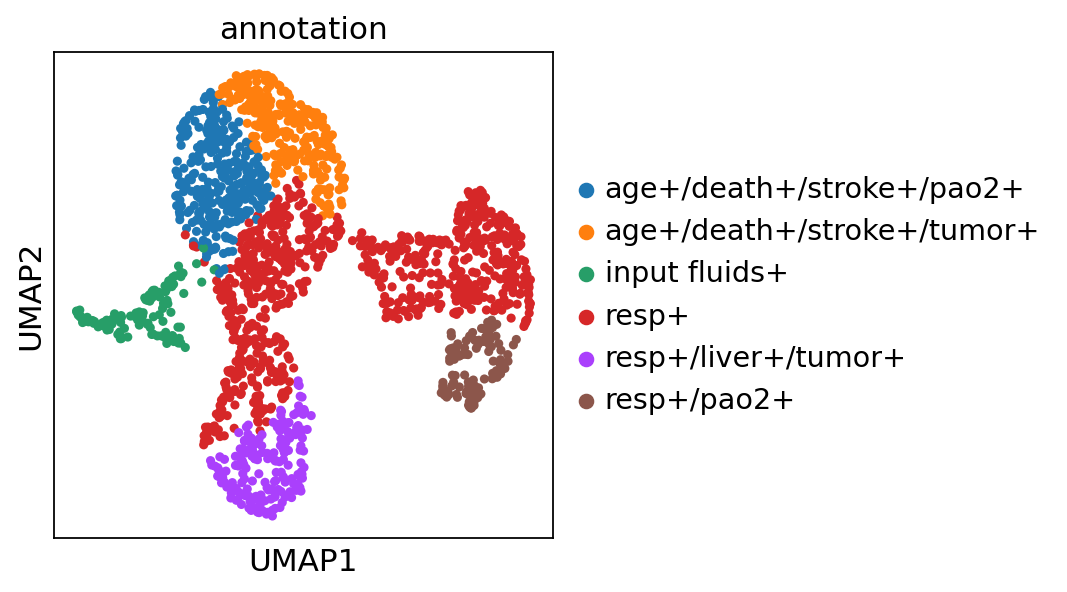 annotation
UMAP2
UMAP1
age+/death+/stroke+/pao2+
age+/death+/stroke+/tumor+
input fluids+
resp+
resp+/liver+/tumor+
resp+/pao2+